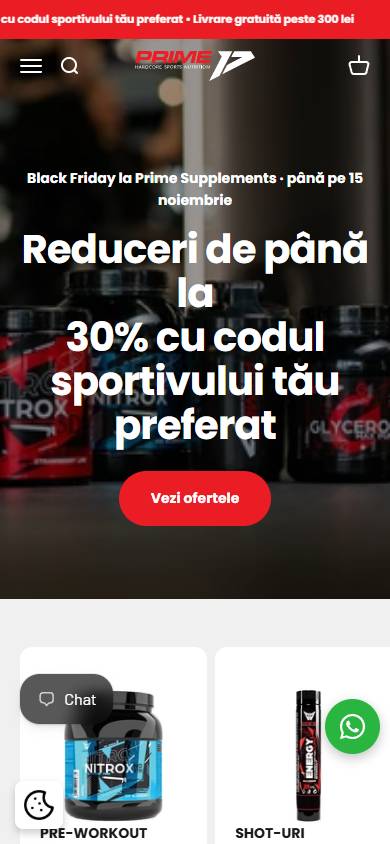 cu codul sportivului tău preferat • Livrare gratuită peste 300 lei
PRIME
HARDCORE SPORTS NUTRITION
Black Friday la Prime Supplements · până pe 15
noiembrie
Reduceri de până
la
30% cu codul
sportivului tău
preferat
TROX
GLYCERO
Vezi ofertele
Chat
NITROX
ENERGY
PRE-WORKOUT
SHOT-URI